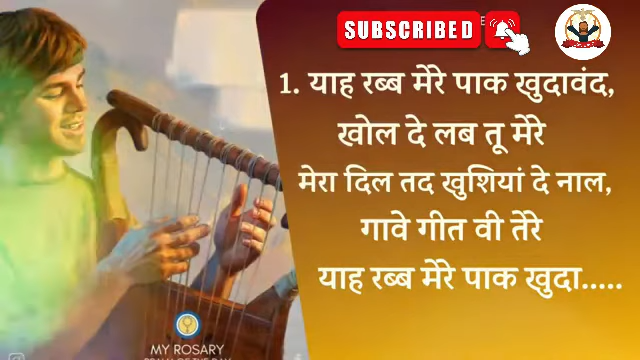 SUBSCRIBED
1. याह रब्ब मेरे पाक खुदावंद,
खोल दे लब तू मेरे
मेरा दिल तद खुशियां दे नाल,
गावे गीत वी तेरे
याह रब्ब मेरे पाक खुदा.....
MY ROSARY